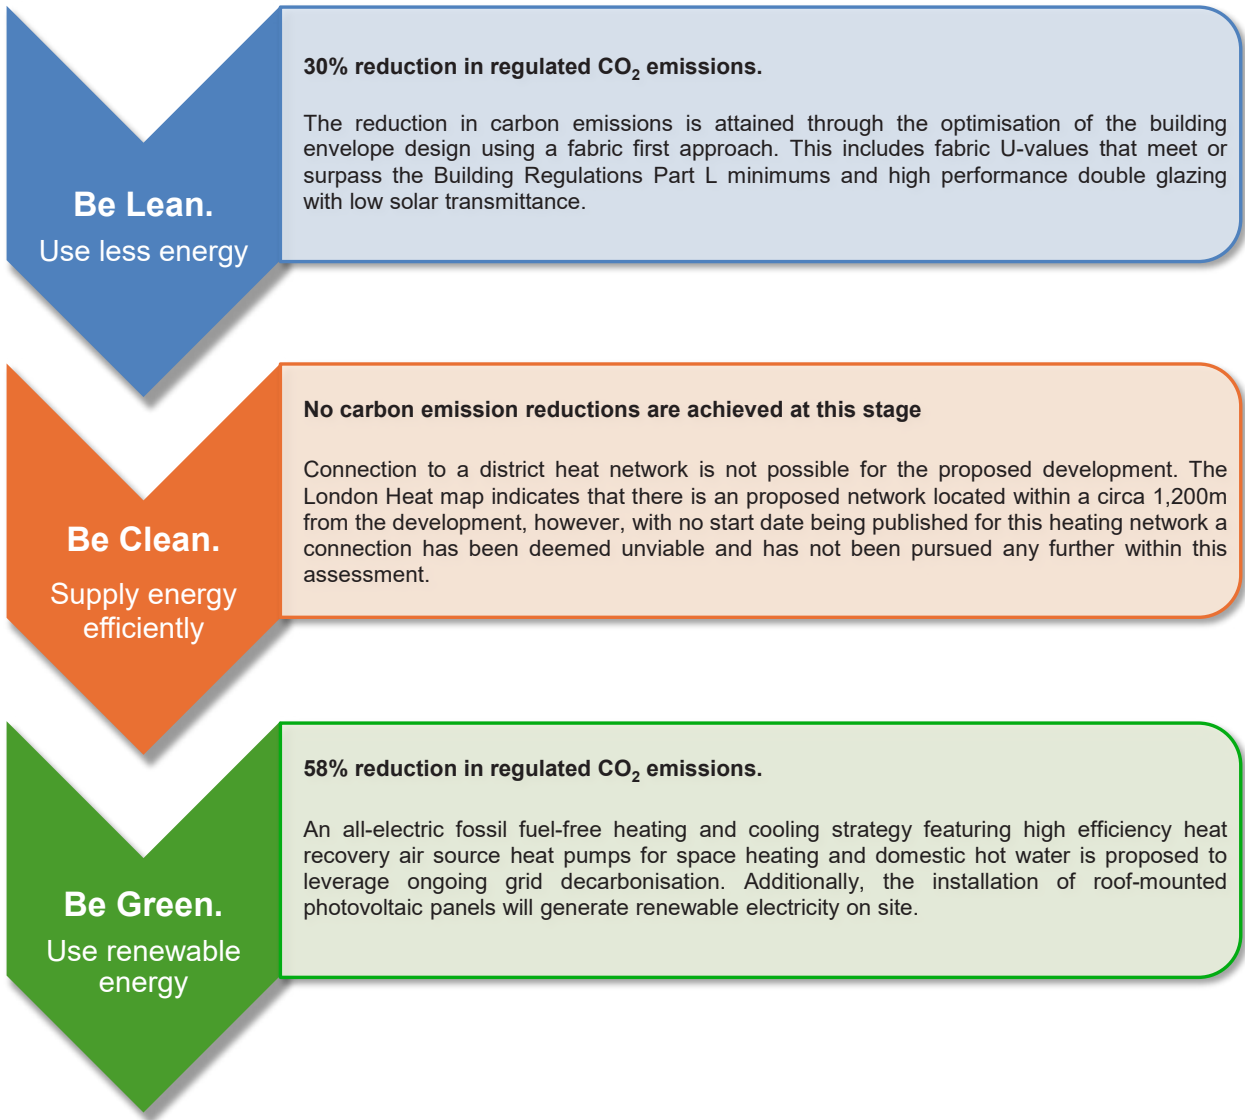 Be Lean.
Use less energy
30% reduction in regulated CO₂ emissions.
The reduction in carbon emissions is attained through the optimisation of the building
envelope design using a fabric first approach. This includes fabric U-values that meet or
surpass the Building Regulations Part L minimums and high performance double glazing
with low solar transmittance.
Be Clean.
Supply energy
efficiently
No carbon emission reductions are achieved at this stage
Connection to a district heat network is not possible for the proposed development. The
London Heat map indicates that there is an proposed network located within a circa 1,200m
from the development, however, with no start date being published for this heating network a
connection has been deemed unviable and has not been pursued any further within this
assessment.
Be Green.
Use renewable
energy
58% reduction in regulated CO₂ emissions.
An all-electric fossil fuel-free heating and cooling strategy featuring high efficiency heat
recovery air source heat pumps for space heating and domestic hot water is proposed to
leverage ongoing grid decarbonisation. Additionally, the installation of roof-mounted
photovoltaic panels will generate renewable electricity on site.